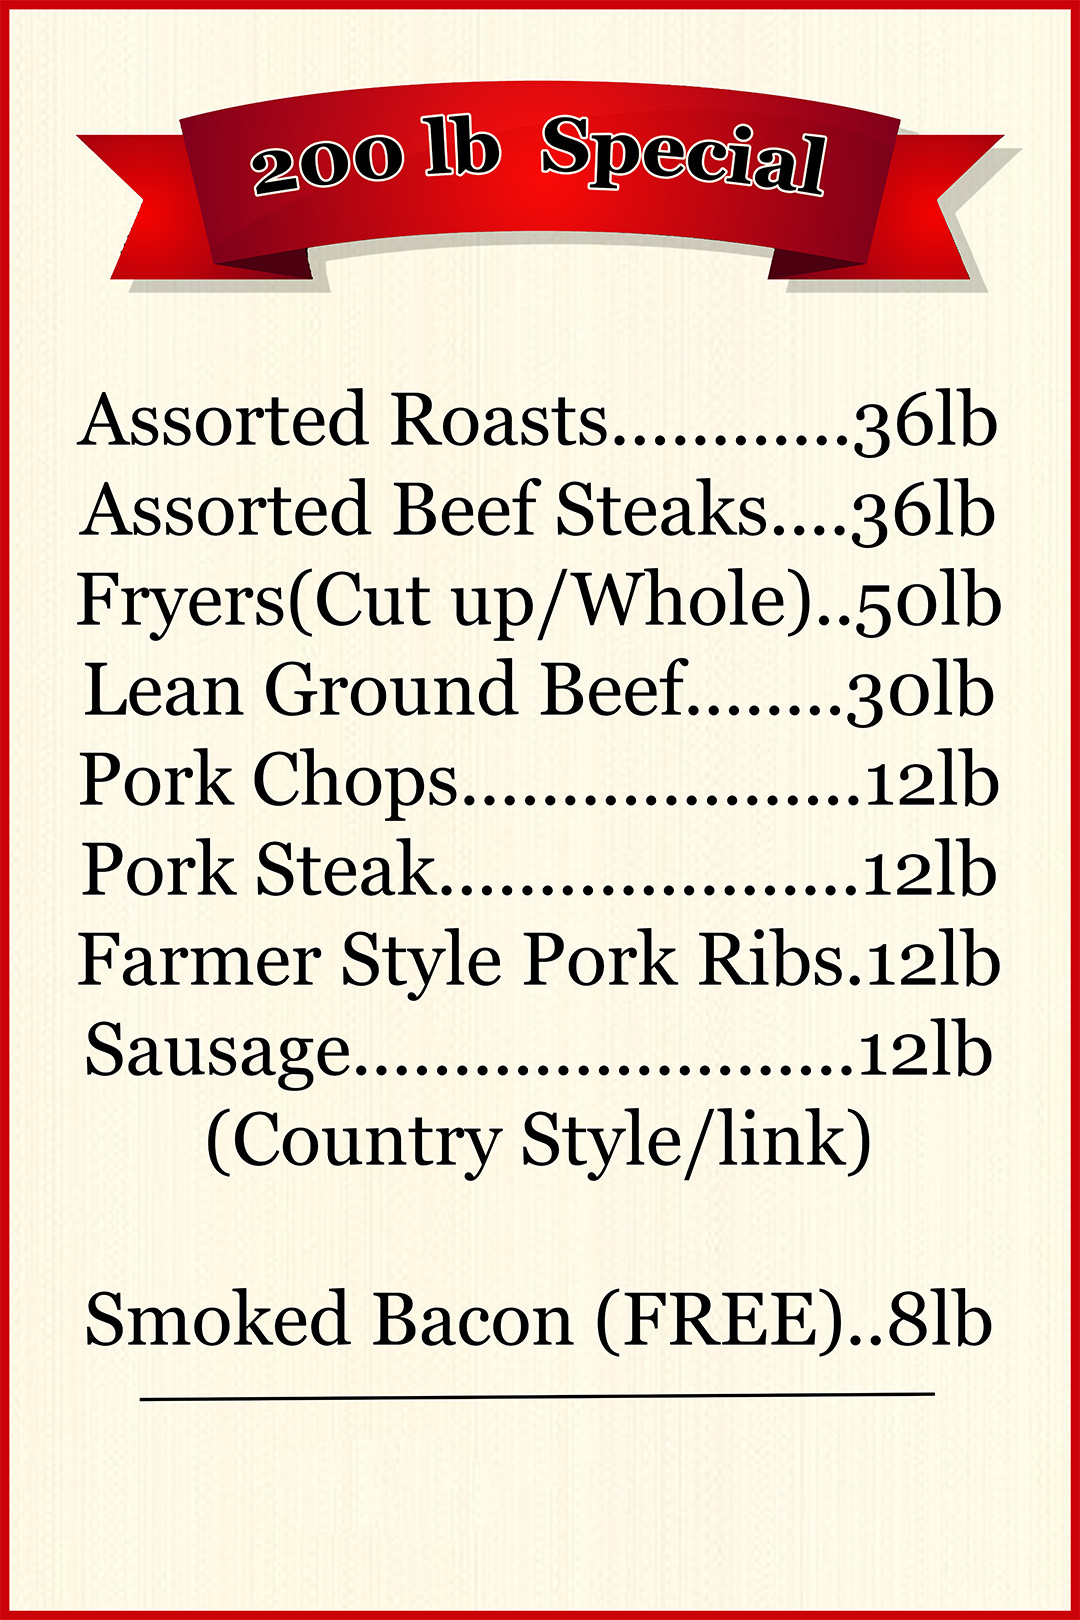 200 lb Special
Assorted Roasts............36lb
Assorted Beef Steaks....36lb
Fryers(Cut up/Whole)..50lb
Lean Ground Beef........30lb
Pork Chops....................12lb
Pork Steak.....................12lb
Farmer Style Pork Ribs.12lb
Sausage.........................12lb
(Country Style/link)
Smoked Bacon (FREE)..8lb